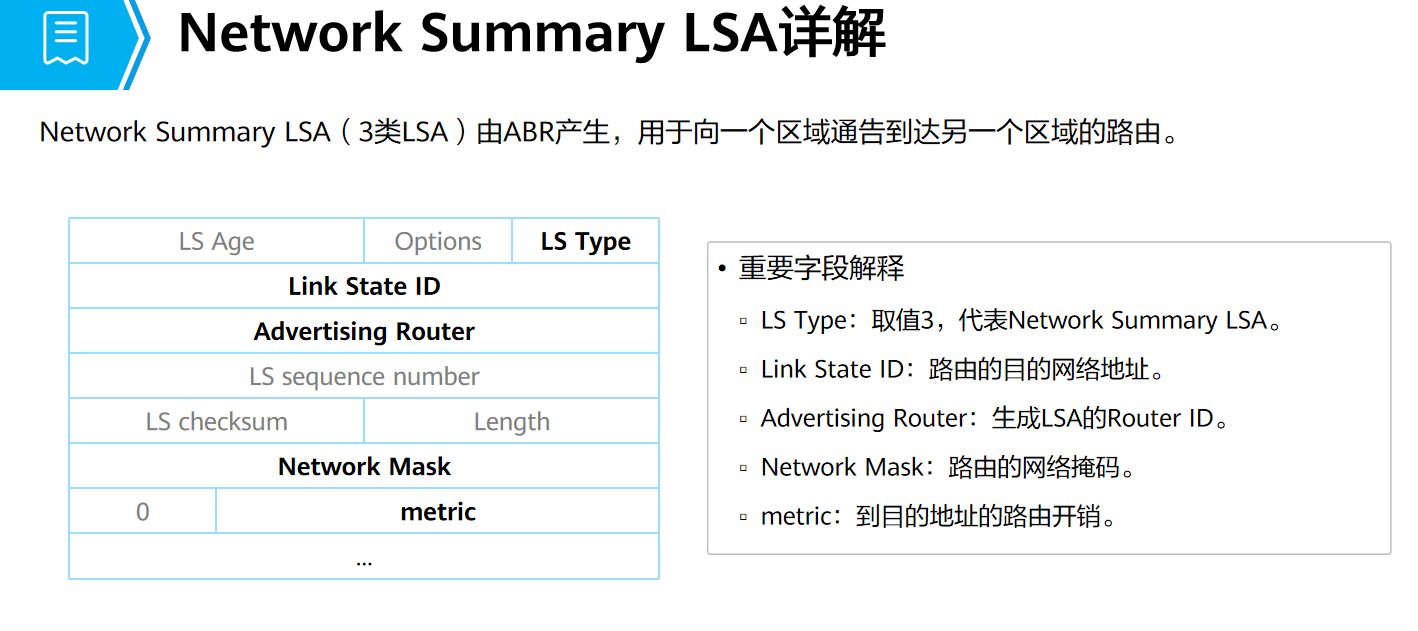 Network Summary LSA详解
Network Summary LSA（3类LSA）由ABR产生，用于向一个区域通告到达另一个区域的路由。
LS Age Options LS Type
Link State ID
Advertising Router
LS sequence number
LS checksum Length
Network Mask
0 metric
...
• 重要字段解释
▫ LS Type：取值3，代表Network Summary LSA。
▫ Link State ID：路由的目的网络地址。
▫ Advertising Router：生成LSA的Router ID。
▫ Network Mask：路由的网络掩码。
▫ metric：到目的地址的路由开销。